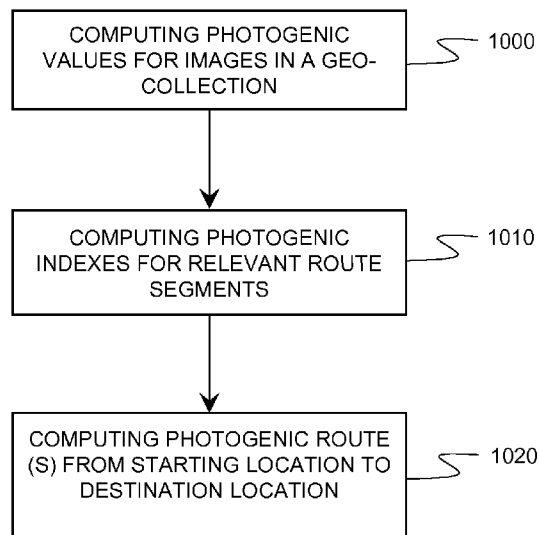 COMPUTING PHOTOGENIC
VALUES FOR IMAGES IN A GEO-
COLLECTION
1000
COMPUTING PHOTOGENIC
INDEXES FOR RELEVANT ROUTE
SEGMENTS
1010
COMPUTING PHOTOGENIC ROUTE
(S) FROM STARTING LOCATION TO
DESTINATION LOCATION
1020